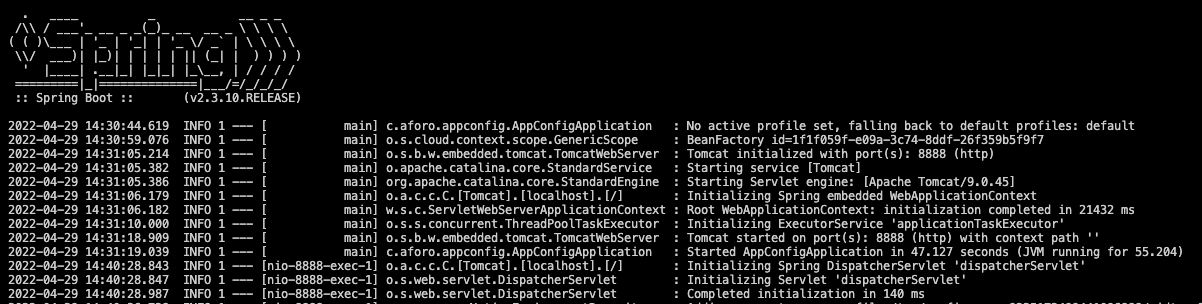 .   ____          _            __ _ _
 /\\ / ___'_ __ _ _(_)_ __  __ _ \ \ \ \
( ( )\___ | '_ | '_| | '_ \/ _` | \ \ \ \
 \\/  ___)| |_)| | | | | || (_| |  ) ) ) )
  '  |____| .__|_| |_|_| |_\__, | / / / /
 =========|_|==============|___/=/_/_/_/
 :: Spring Boot ::       (v2.3.10.RELEASE)
2022-04-29 14:30:44.619  INFO 1 --- [           main] c.aforo.appconfig.AppConfigApplication   : No active profile set, falling back to default profiles: default
2022-04-29 14:30:59.076  INFO 1 --- [           main] o.s.cloud.context.scope.GenericScope     : BeanFactory id=1f1f059f-e09a-3c74-8ddf-26f359b5f9f7
2022-04-29 14:31:05.214  INFO 1 --- [           main] o.s.b.w.embedded.tomcat.TomcatWebServer  : Tomcat initialized with port(s): 8888 (http)
2022-04-29 14:31:05.382  INFO 1 --- [           main] o.apache.catalina.core.StandardService   : Starting service [Tomcat]
2022-04-29 14:31:05.386  INFO 1 --- [           main] org.apache.catalina.core.StandardEngine  : Starting Servlet engine: [Apache Tomcat/9.0.45]
2022-04-29 14:31:06.179  INFO 1 --- [           main] o.a.c.c.C.[Tomcat].[localhost].[/]       : Initializing Spring embedded WebApplicationContext
2022-04-29 14:31:06.182  INFO 1 --- [           main] w.s.c.ServletWebServerApplicationContext : Root WebApplicationContext: initialization completed in 21432 ms
2022-04-29 14:31:10.000  INFO 1 --- [           main] o.s.s.concurrent.ThreadPoolTaskExecutor  : Initializing ExecutorService 'applicationTaskExecutor'
2022-04-29 14:31:18.909  INFO 1 --- [           main] o.s.b.w.embedded.tomcat.TomcatWebServer  : Tomcat started on port(s): 8888 (http) with context path ''
2022-04-29 14:31:19.039  INFO 1 --- [           main] c.aforo.appconfig.AppConfigApplication   : Started AppConfigApplication in 47.127 seconds (JVM running for 55.204)
2022-04-29 14:40:28.843  INFO 1 --- [nio-8888-exec-1] o.a.c.c.C.[Tomcat].[localhost].[/]       : Initializing Spring DispatcherServlet 'dispatcherServlet'
2022-04-29 14:40:28.847  INFO 1 --- [nio-8888-exec-1] o.s.web.servlet.DispatcherServlet        : Initializing Servlet 'dispatcherServlet'
2022-04-29 14:40:28.987  INFO 1 --- [nio-8888-exec-1] o.s.web.servlet.DispatcherServlet        : Completed initialization in 140 ms